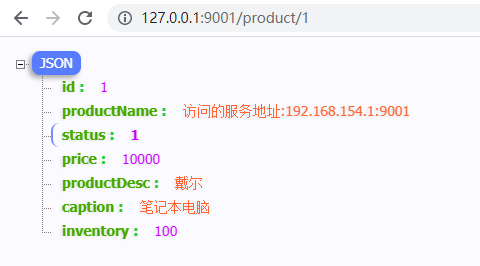 127.0.0.1:9001/product/1
JSON
id : 1
productName : 访问的服务地址:192.168.154.1:9001
status : 1
price : 10000
productDesc : 戴尔
caption : 笔记本电脑
inventory : 100